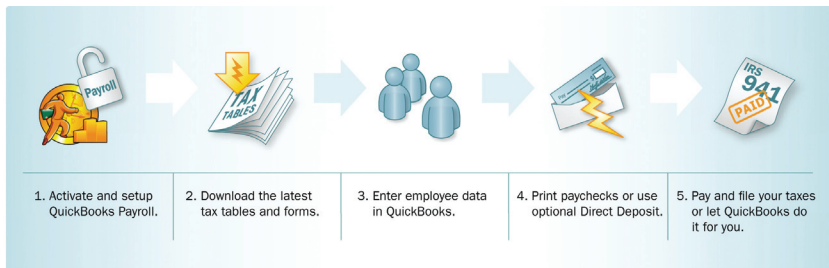 Payroll
TAX
TABLES
Pay
IRS
941
PAID
1. Activate and setup
QuickBooks Payroll.
2. Download the latest
tax tables and forms.
3. Enter employee data
in QuickBooks.
4. Print paychecks or use
optional Direct Deposit.
5. Pay and file your taxes
or let QuickBooks do
it for you.